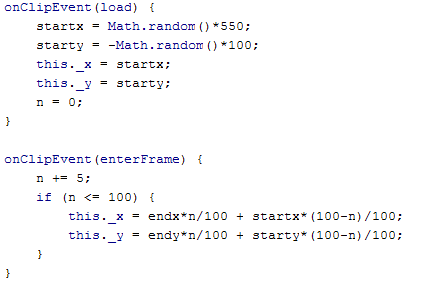 onClipEvent(load) {
    startx = Math.random()*550;
    starty = -Math.random()*100;
    this._x = startx;
    this._y = starty;
    n = 0;
}

onClipEvent(enterFrame) {
    n += 5;
    if (n <= 100) {
        this._x = endx*n/100 + startx*(100-n)/100;
        this._y = endy*n/100 + starty*(100-n)/100;
    }
}